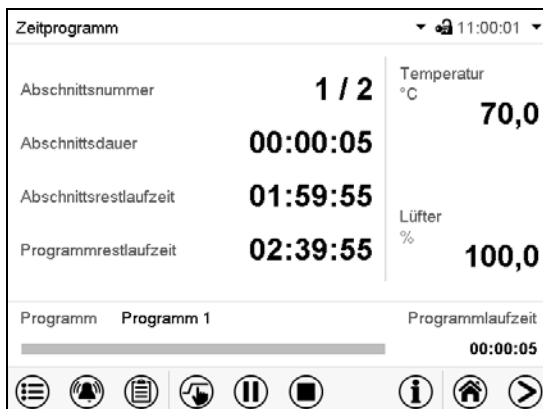 Zeitprogramm 11:00:01
Abschnittsnummer 1 / 2
Abschnittsdauer 00:00:05
Abschnittsrestlaufzeit 01:59:55
Programmrestlaufzeit 02:39:55
Temperatur
°C
70,0
Lüfter
%
100,0
Programm Programm 1
Programmlaufzeit
00:00:05